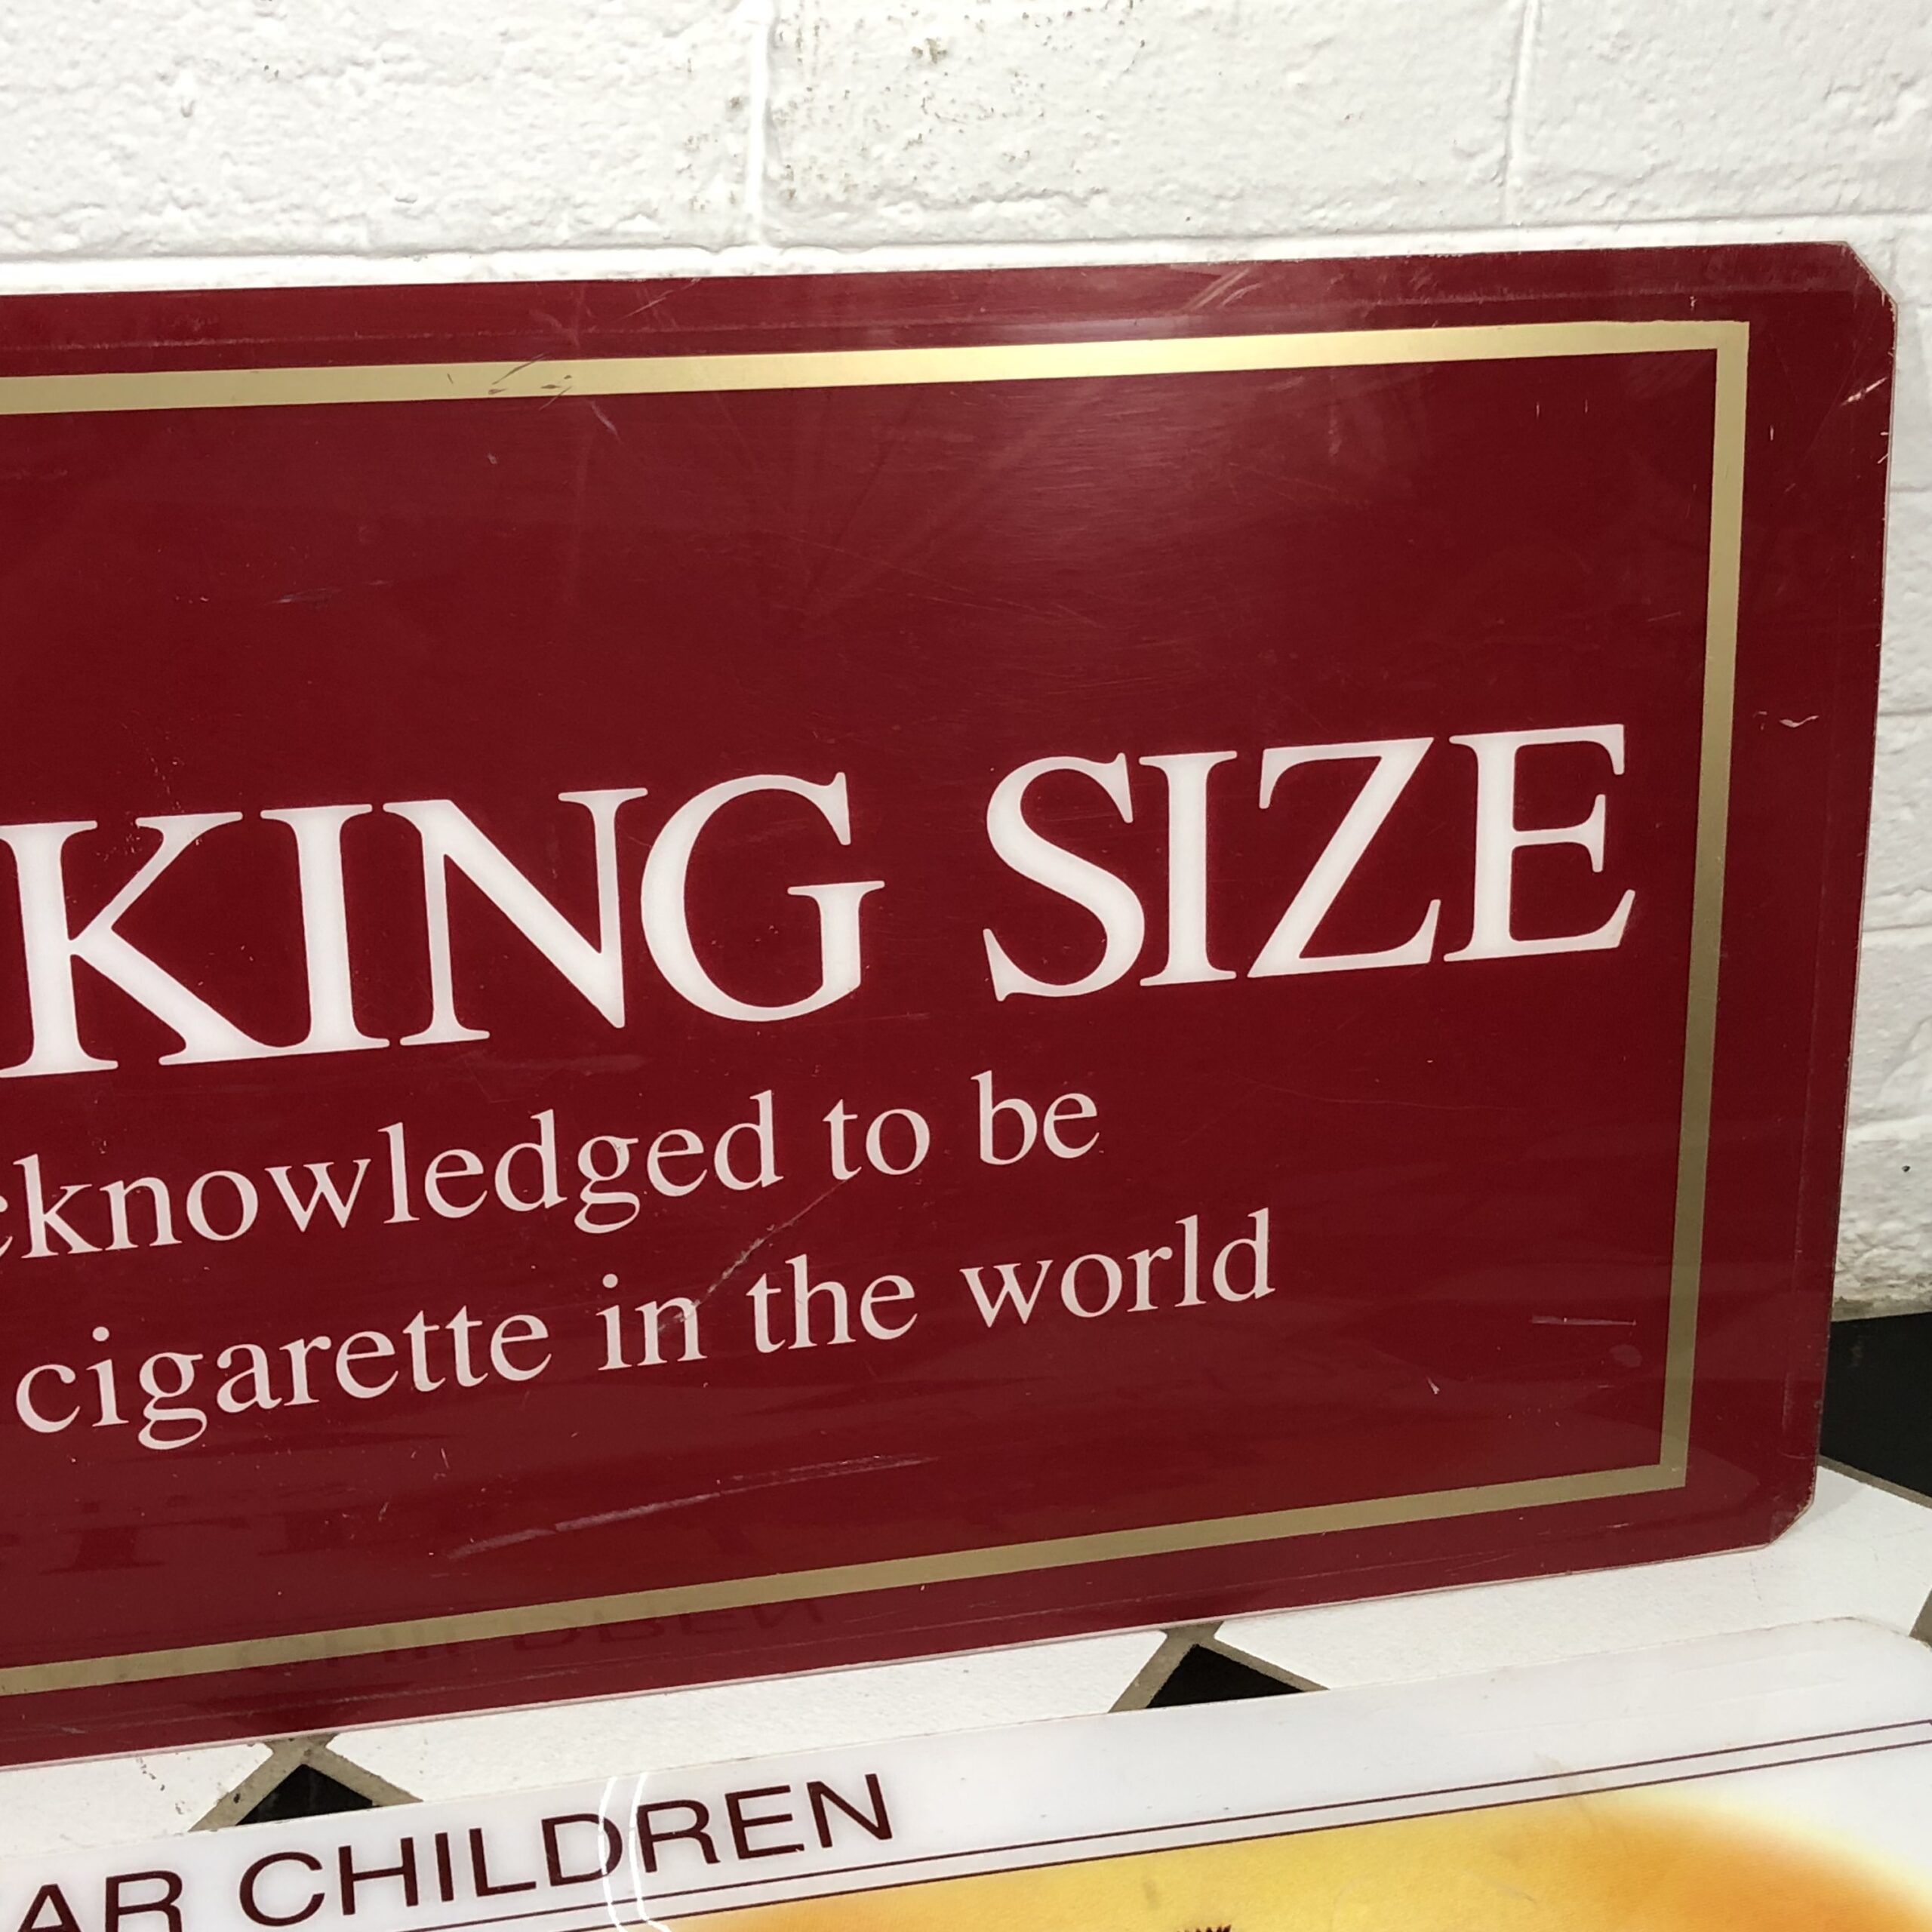 KING SIZE
cknowledged to be
cigarette in the world
AR CHILDREN